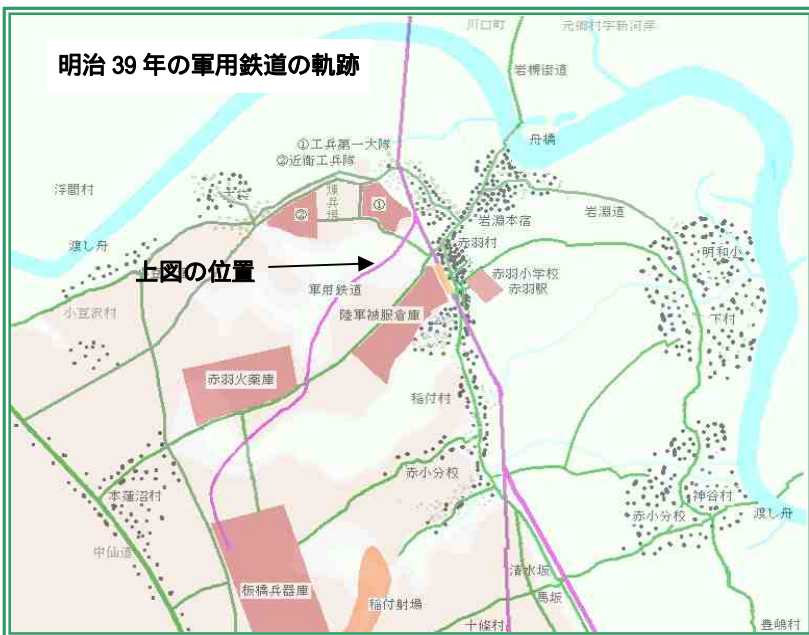 川口町
元郷村字新河岸
明治 39 年の軍用鉄道の軌跡
岩槻街道
舟橋
①工兵第一大隊
②近衛工兵隊
練兵場
①
②
浮間村
渡し舟
岩淵本宿
岩淵道
赤羽村
明和小
上図の位置
赤羽小学校
赤羽駅
軍用鉄道
陸軍被服倉庫
小豆沢村
下村
赤羽火薬庫
稲付村
赤小分校
本蓮沼村
神谷村
赤小分校
渡し舟
中仙道
清水坂
馬坂
板橋兵器庫
稲付射場
十條村
豊嶋村